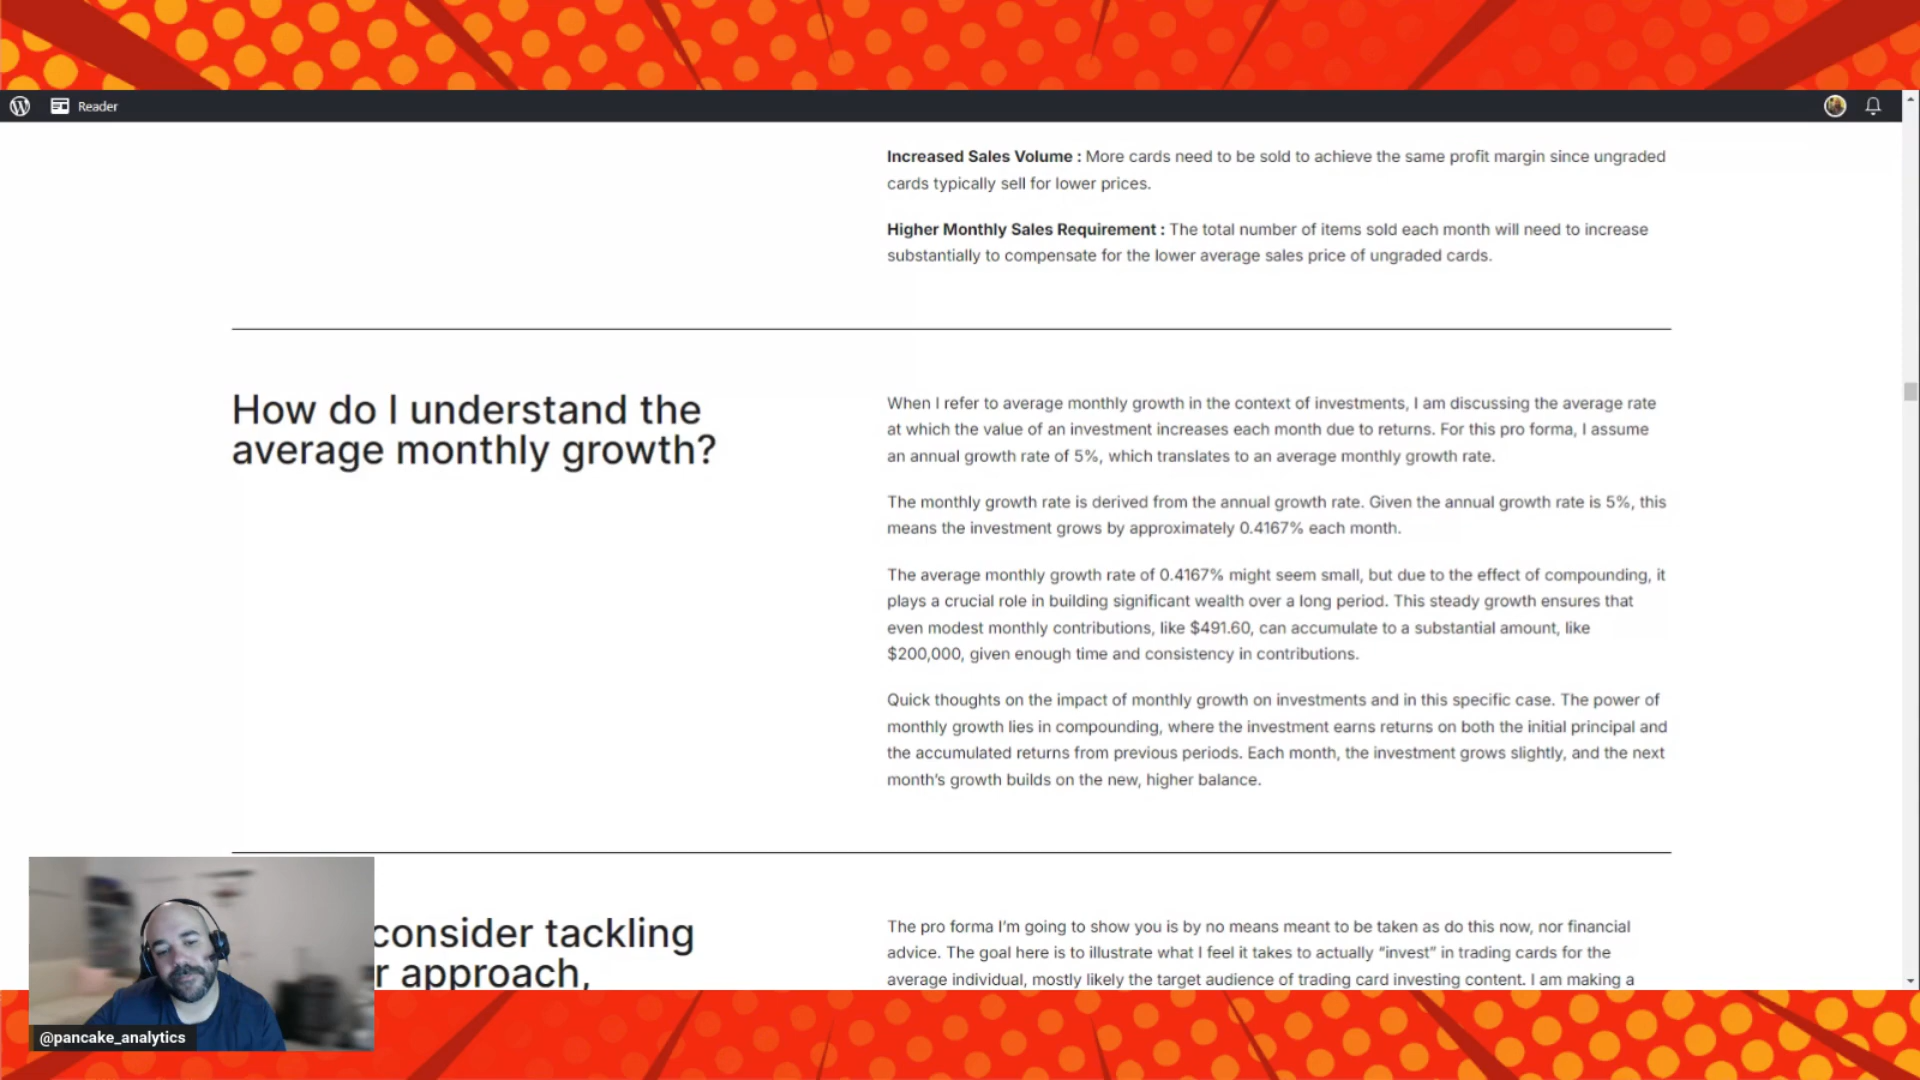 Reader
Increased Sales Volume : More cards need to be sold to achieve the same profit margin since ungraded
cards typically sell for lower prices.
Higher Monthly Sales Requirement : The total number of items sold each month will need to increase
substantially to compensate for the lower average sales price of ungraded cards.
How do I understand the
average monthly growth?
When I refer to average monthly growth in the context of investments, I am discussing the average rate
at which the value of an investment increases each month due to returns. For this pro forma, I assume
an annual growth rate of 5%, which translates to an average monthly growth rate.
The monthly growth rate is derived from the annual growth rate. Given the annual growth rate is 5%, this
means the investment grows by approximately 0.4167% each month.
The average monthly growth rate of 0.4167% might seem small, but due to the effect of compounding, it
plays a crucial role in building significant wealth over a long period. This steady growth ensures that
even modest monthly contributions, like $491.60, can accumulate to a substantial amount, like
$200,000, given enough time and consistency in contributions.
Quick thoughts on the impact of monthly growth on investments and in this specific case. The power of
monthly growth lies in compounding, where the investment earns returns on both the initial principal and
the accumulated returns from previous periods. Each month, the investment grows slightly, and the next
month's growth builds on the new, higher balance.
consider tackling
r approach,
The pro forma I'm going to show you is by no means meant to be taken as do this now, nor financial
advice. The goal here is to illustrate what I feel it takes to actually “invest” in trading cards for the
average individual, mostly likely the target audience of trading card investing content. I am making a
@pancake_analytics